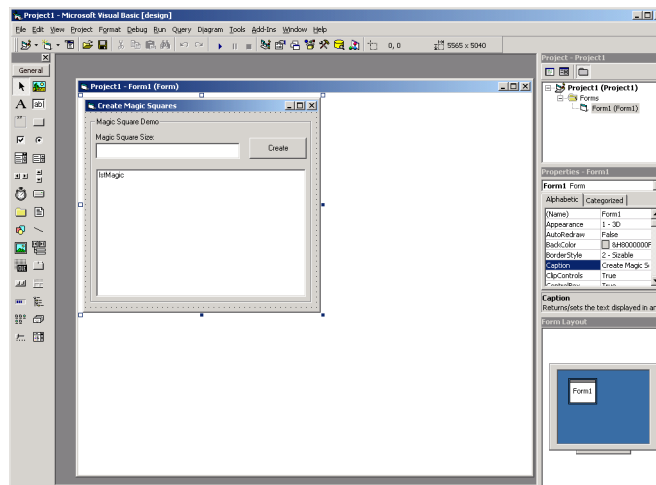 Project1 - Microsoft Visual Basic [design]
File Edit View Project Format Debug Run Query Diagram Tools Add-Ins Window Help
0, 0 5565 x 5040
General
A ab|
Project1 - Form1 (Form)
Create Magic Squares
Magic Square Demo
Magic Square Size:
Create
lstMagic
Project - Project1
Project1 (Project1)
Forms
Form1 (Form1)
Properties - Form1
Form1 Form
Alphabetic Categorized
(Name) Form1
Appearance 1 - 3D
AutoRedraw False
BackColor &H8000000F
BorderStyle 2 - Sizable
Caption Create Magic S
ClipControls True
ControlBox True
Caption
Returns/sets the text displayed in an
Form Layout
Form1